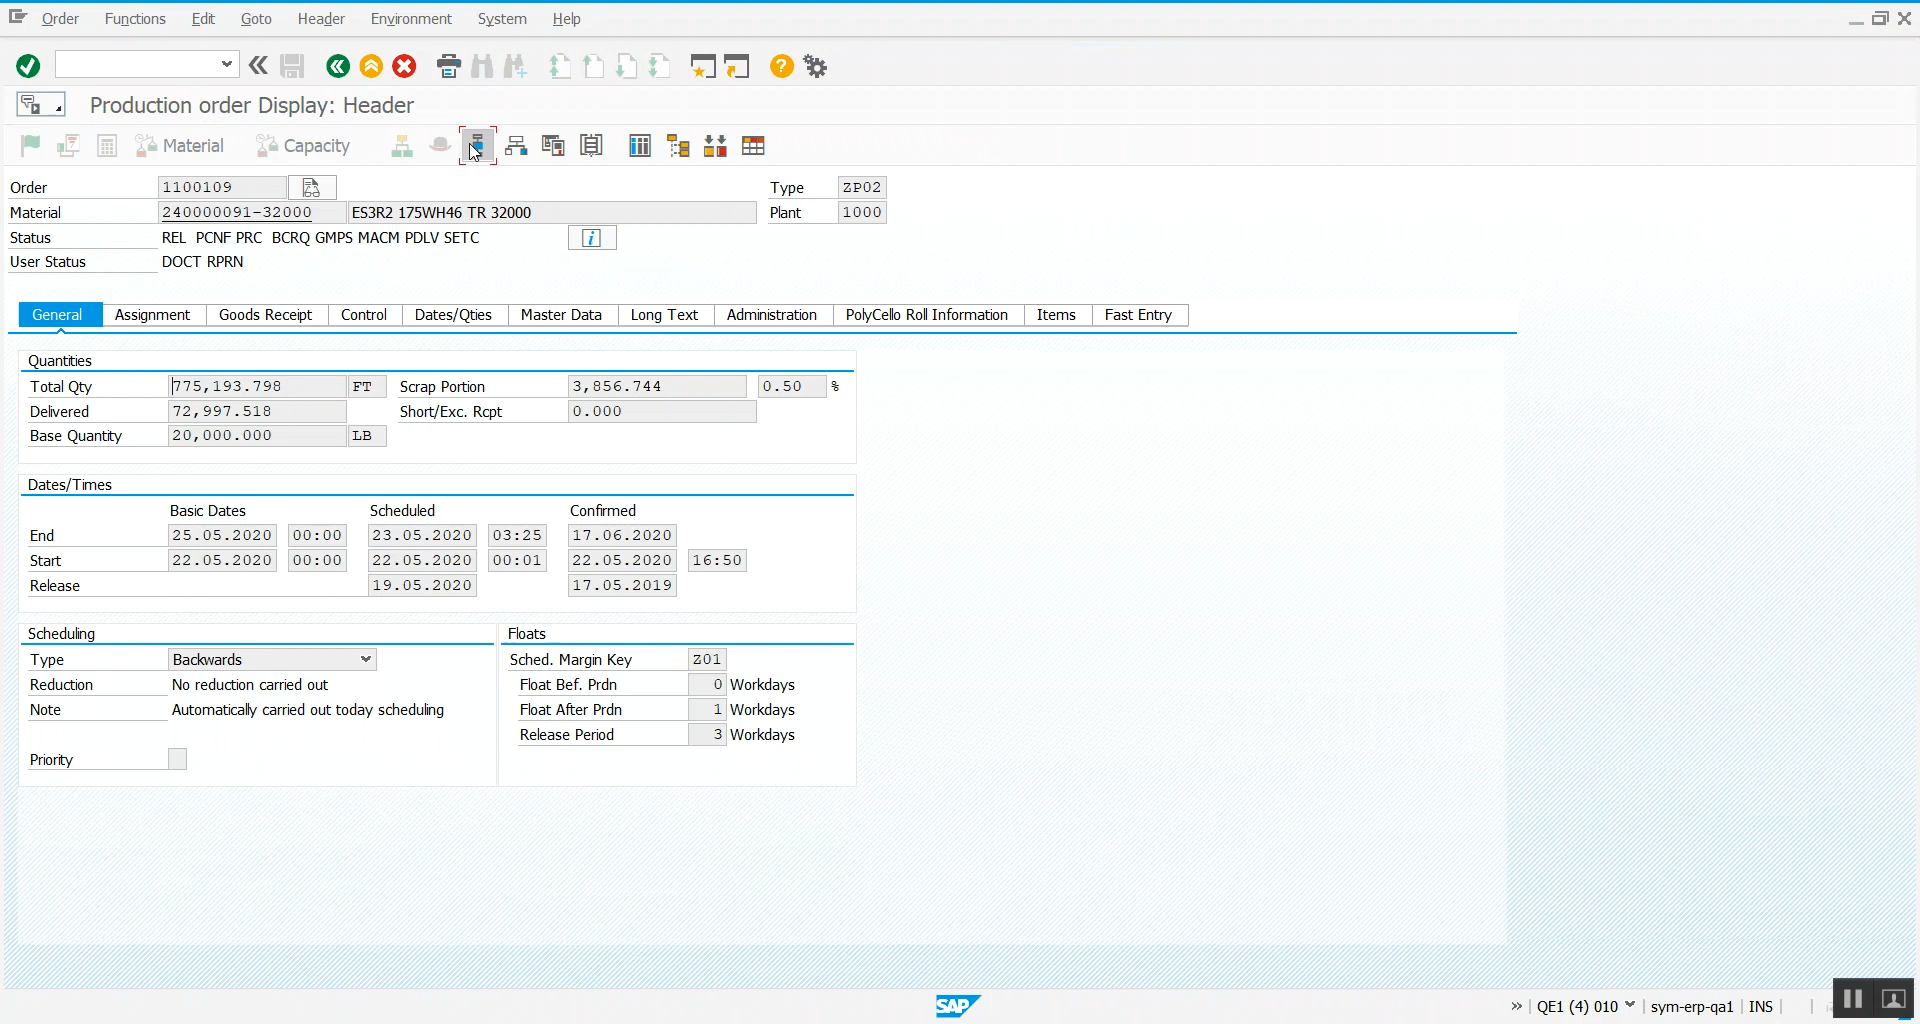 Order Functions Edit Goto Header Environment System Help
Production order Display: Header
Material Capacity
Order 1100109 Type ZP02
Material 240000091-32000 ES3R2 175WH46 TR 32000 Plant 1000
Status REL PCNF PRC BCRQ GMPS MACM PDLV SETC
User Status DOCT RPRN
General Assignment Goods Receipt Control Dates/Qties Master Data Long Text Administration PolyCello Roll Information Items Fast Entry
Quantities
Total Qty 775,193.798 FT Scrap Portion 3,856.744 0.50 %
Delivered 72,997.518 Short/Exc. Rcpt 0.000
Base Quantity 20,000.000 LB
Dates/Times
Basic Dates Scheduled Confirmed
End 25.05.2020 00:00 23.05.2020 03:25 17.06.2020
Start 22.05.2020 00:00 22.05.2020 00:01 22.05.2020 16:50
Release 19.05.2020 17.05.2019
Scheduling Floats
Type Backwards Sched. Margin Key Z01
Reduction No reduction carried out Float Bef. Prdn 0 Workdays
Note Automatically carried out today scheduling Float After Prdn 1 Workdays
Release Period 3 Workdays
Priority
SAP » QE1 (4) 010 sym-erp-qa1 INS